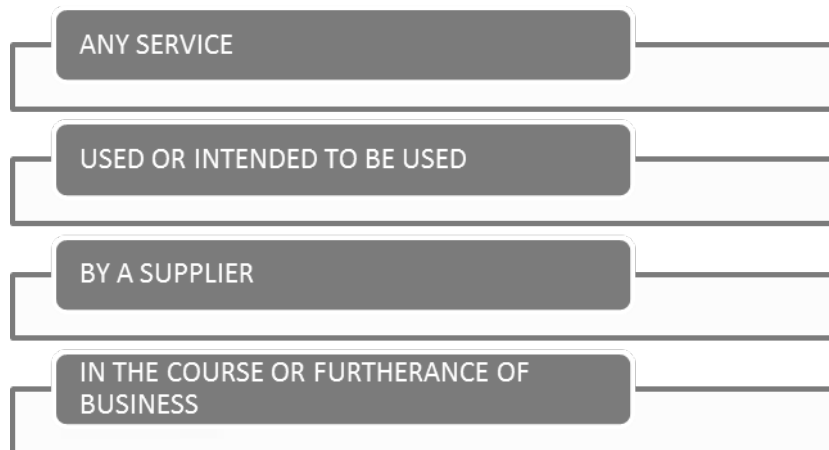 ANY SERVICE
USED OR INTENDED TO BE USED
BY A SUPPLIER
IN THE COURSE OR FURTHERANCE OF
BUSINESS